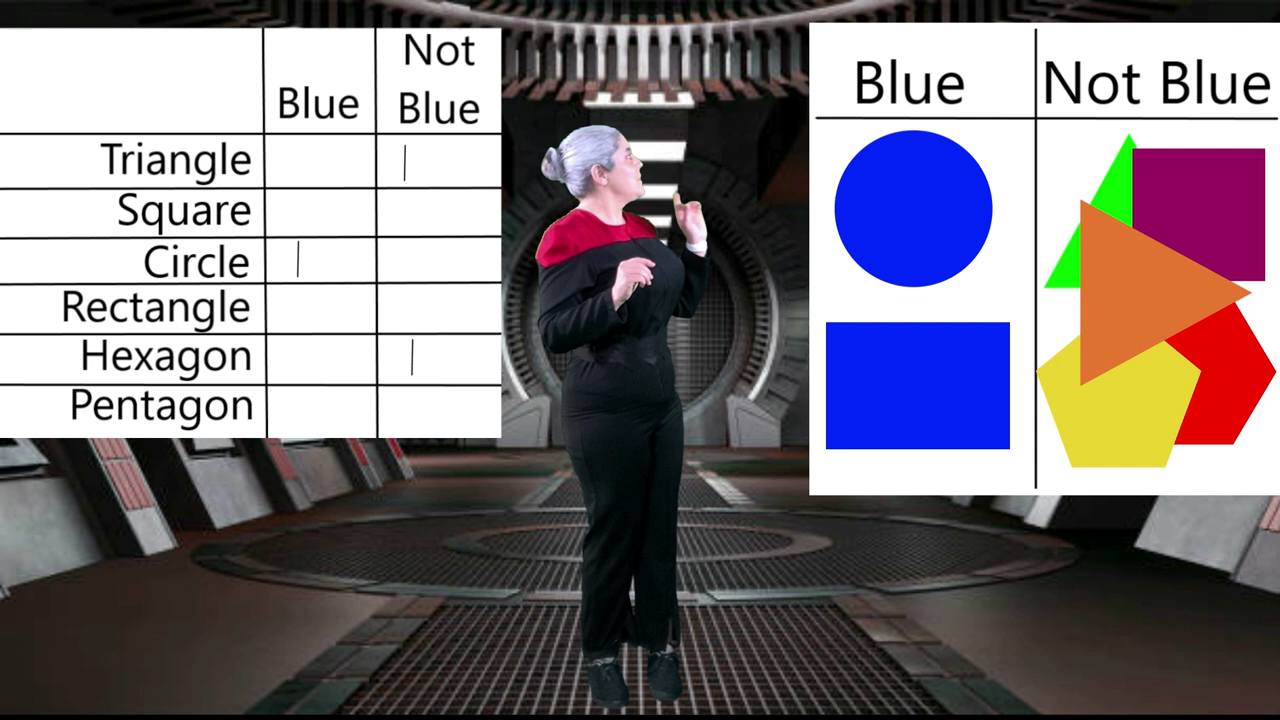 Blue
Not
Blue
Triangle
Square
Circle
Rectangle
Hexagon
Pentagon
Blue
Not Blue